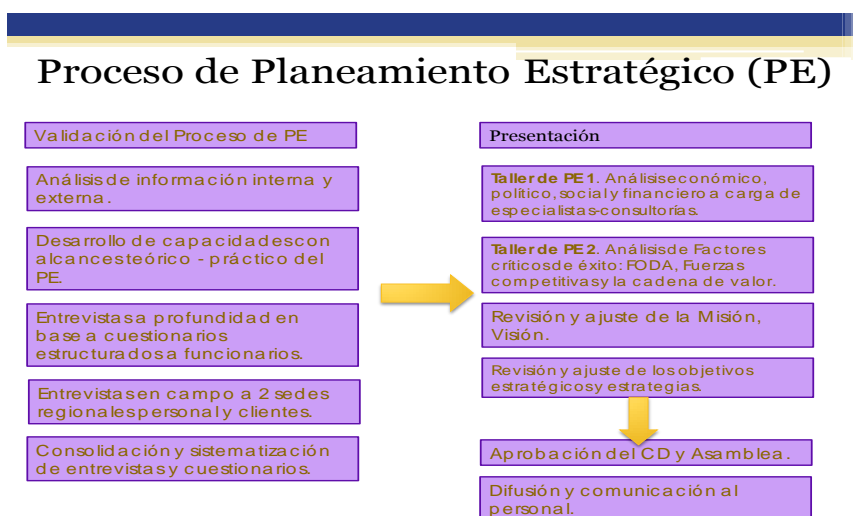 Proceso de Planeamiento Estratégico (PE)
Validación del Proceso de PE
Análisis de información interna y
externa.
Desarrollo de capacidades con
alcances teórico - práctico del
PE.
Entrevistas a profundidad en
base a cuestionarios
estructurados a funcionarios.
Entrevistas en campo a 2 sedes
regionales personal y clientes.
Consolidación y sistematización
de entrevistas y cuestionarios.
Presentación
Taller de PE 1. Análisis económico,
político, social y financiero a carga de
especialistas-consultorías.
Taller de PE 2. Análisis de Factores
críticos de éxito: FODA, Fuerzas
competitivas y la cadena de valor.
Revisión y ajuste de la Misión,
Visión.
Revisión y ajuste de los objetivos
estratégicos y estrategias.
Aprobación del CD y Asamblea.
Difusión y comunicación al
personal.